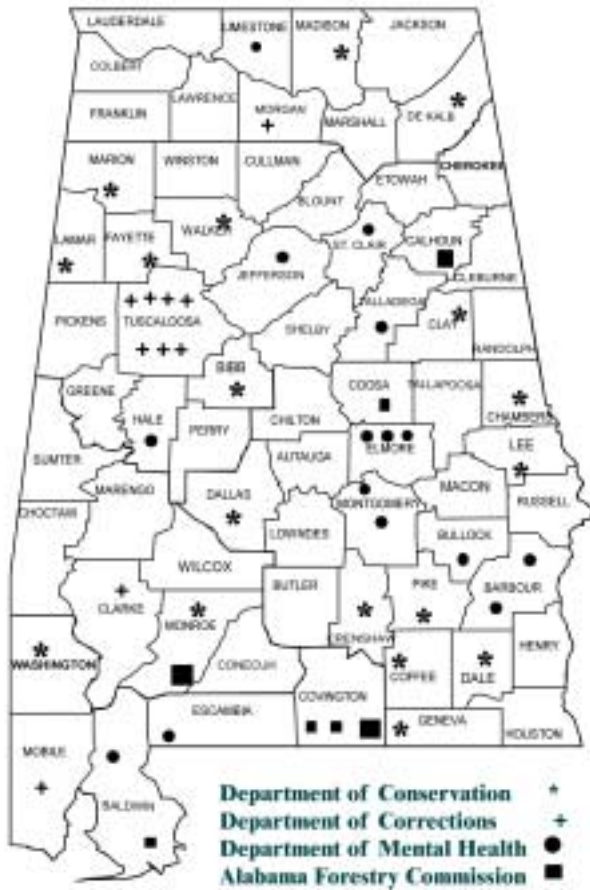 LAUDERDALE
LIMESTONE
MADISON
JACKSON
COLBERT
LAWRENCE
FRANKLIN
MORGAN
MARSHALL
DE KALB
CHEROKEE
MARION
WINSTON
CULLMAN
ETOWAH
BLOUNT
LAMAR
FAYETTE
WALKER
ST. CLAIR
CALHOUN
JEFFERSON
CLEBURNE
PICKENS
TUSCALOOSA
TALLADEGA
SHELBY
CLAY
RANDOLPH
BIBB
GREENE
HALE
PERRY
CHILTON
COOSA
TALLAPOOSA
CHAMBERS
SUMTER
AUTAUGA
ELMORE
LEE
MARENGO
DALLAS
MONTGOMERY
MACON
RUSSELL
CHOCTAW
LOWNDES
BULLOCK
WILCOX
CLARKE
BUTLER
PIKE
BARBOUR
MONROE
CRENSHAW
WASHINGTON
CONECUH
COFFEE
DALE
HENRY
COVINGTON
ESCAMBIA
GENEVA
HOUSTON
MOBILE
BALDWIN
Department of Conservation *
Department of Corrections +
Department of Mental Health ●
Alabama Forestry Commission ■